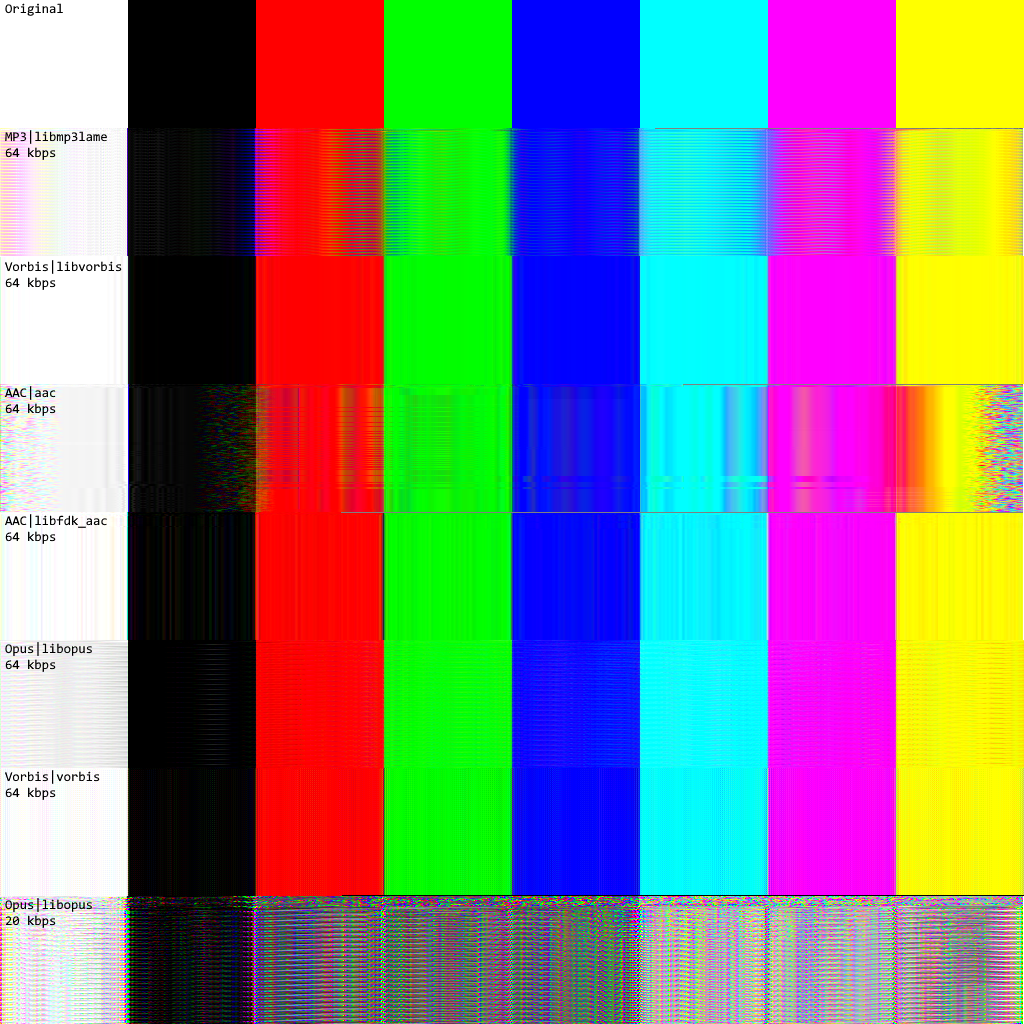 Original
MP3|libmp3lame
64 kbps
Vorbis|libvorbis
64 kbps
AAC|aac
64 kbps
AAC|libfdk_aac
64 kbps
Opus|libopus
64 kbps
Vorbis|vorbis
64 kbps
Opus|libopus
20 kbps